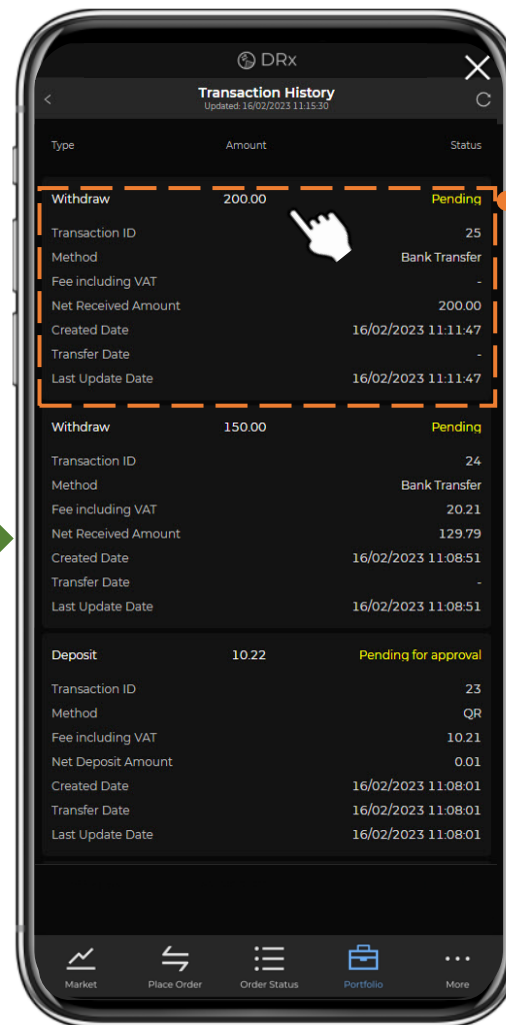 DRx
Transaction History
Updated: 16/02/2023 11:15:30
Type Amount Status
Withdraw 200.00 Pending
Transaction ID 25
Method Bank Transfer
Fee including VAT -
Net Received Amount 200.00
Created Date 16/02/2023 11:11:47
Transfer Date -
Last Update Date 16/02/2023 11:11:47
Withdraw 150.00 Pending
Transaction ID 24
Method Bank Transfer
Fee including VAT 20.21
Net Received Amount 129.79
Created Date 16/02/2023 11:08:51
Transfer Date -
Last Update Date 16/02/2023 11:08:51
Deposit 10.22 Pending for approval
Transaction ID 23
Method QR
Fee including VAT 10.21
Net Deposit Amount 0.01
Created Date 16/02/2023 11:08:01
Transfer Date 16/02/2023 11:08:01
Last Update Date 16/02/2023 11:08:01
Market Place Order Order Status Portfolio More